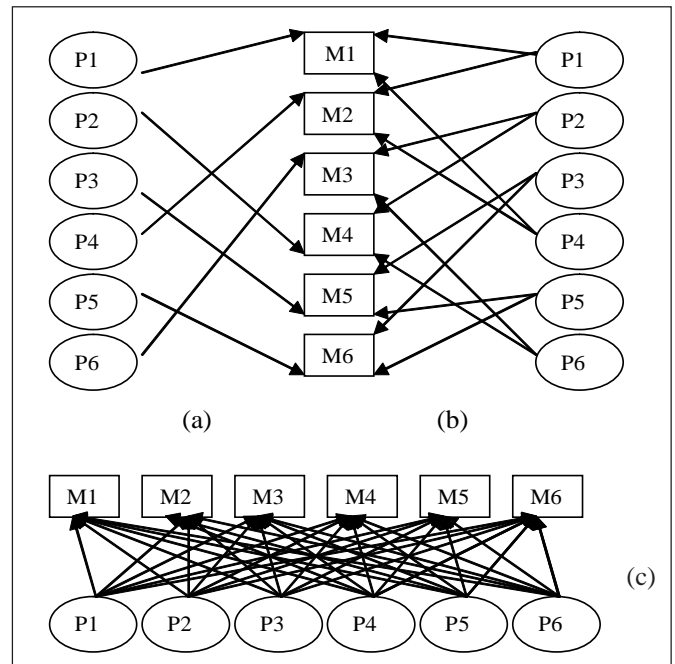 P1 M1 P1
P2 M2 P2
P3 M3 P3
P4 M4 P4
P5 M5 P5
P6 M6 P6
(a) (b)
M1 M2 M3 M4 M5 M6
(c)
P1 P2 P3 P4 P5 P6